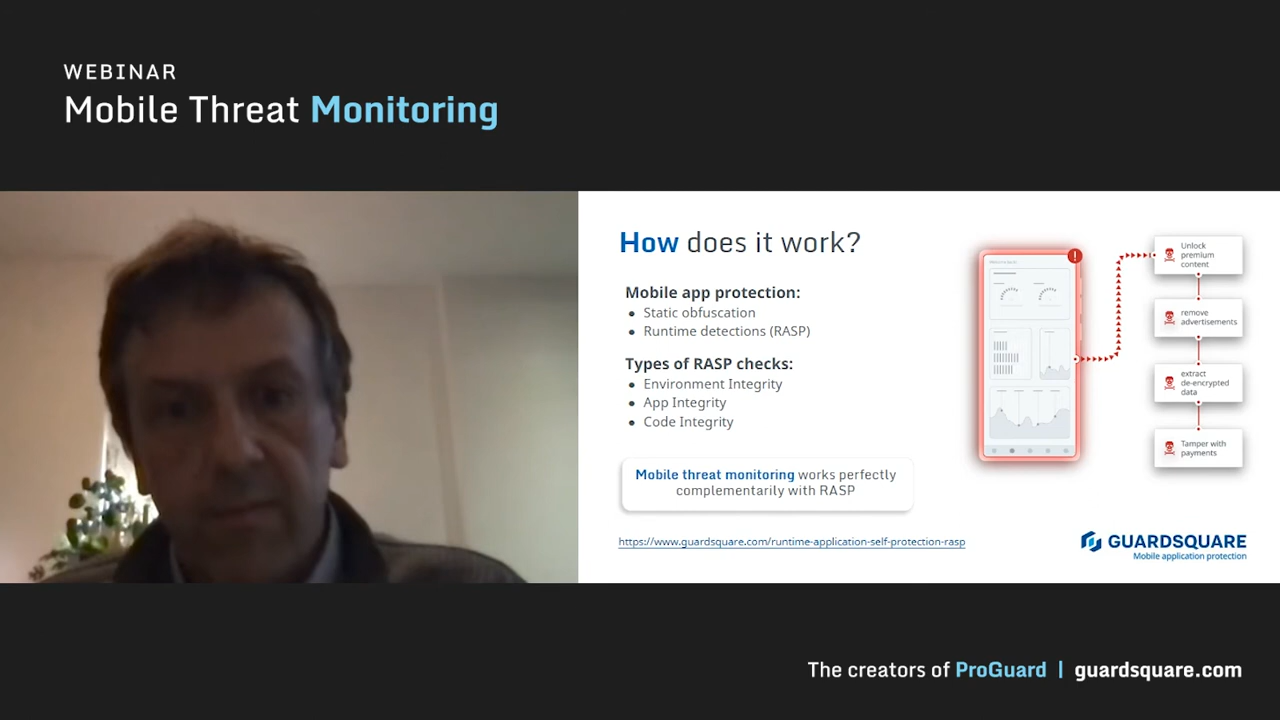 WEBINAR
Mobile Threat Monitoring
How does it work?
Mobile app protection:
• Static obfuscation
• Runtime detections (RASP)
Types of RASP checks:
• Environment Integrity
• App Integrity
• Code Integrity
Mobile threat monitoring works perfectly
complementarily with RASP
https://www.guardsquare.com/runtime-application-self-protection-rasp
!
Unlock
premium
content
remove
advertisements
extract
de-encrypted
data
Tamper with
payments
GUARDSQUARE
Mobile application protection
The creators of ProGuard | guardsquare.com